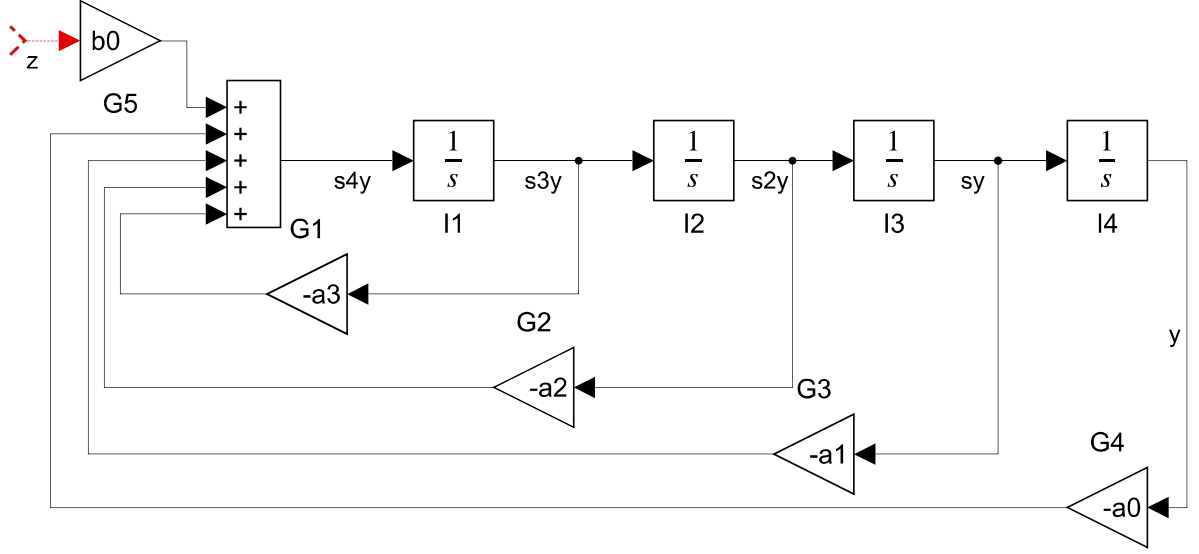 b0
z
G5
+
+
+
+
+
G1
s4y
1
s
I1
s3y
1
s
I2
s2y
1
s
I3
sy
1
s
I4
-a3
G2
y
-a2
G3
-a1
G4
-a0